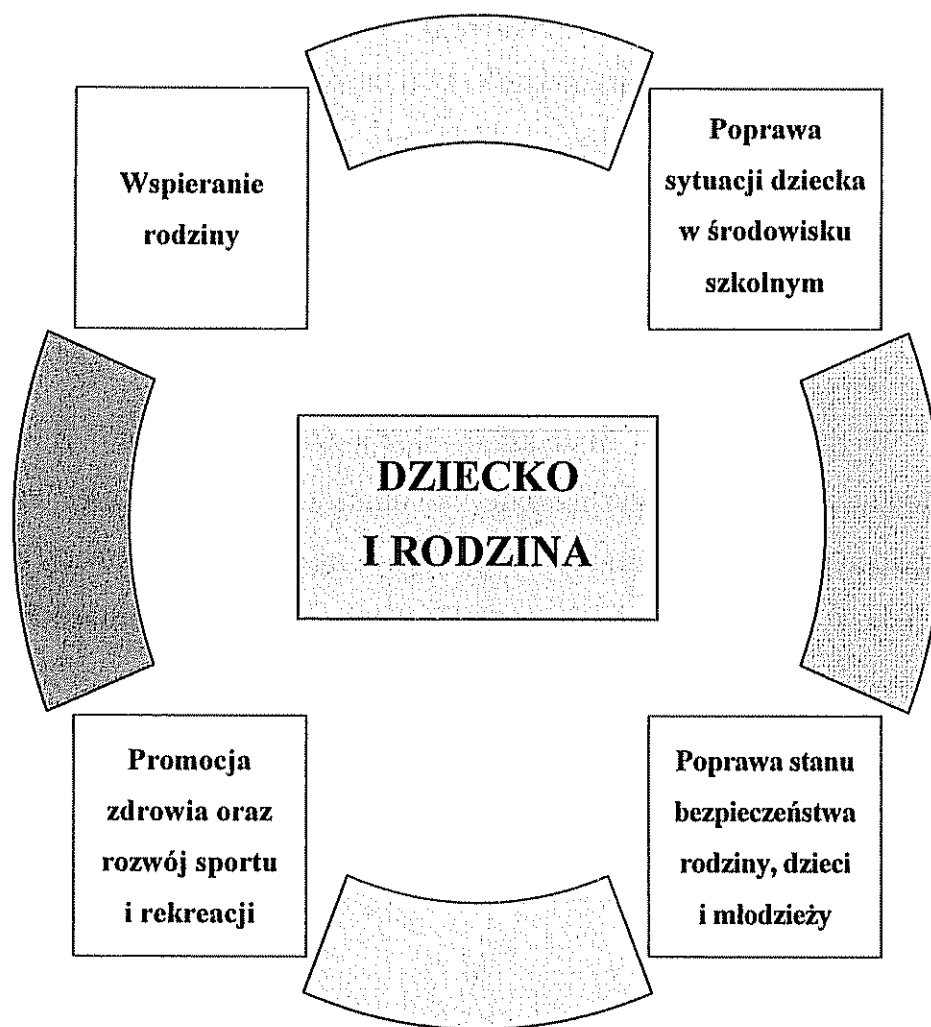 Wspieranie
rodziny
Poprawa
sytuacji dziecka
w środowisku
szkolnym
DZIECKO
I RODZINA
Promocja
zdrowia oraz
rozwój sportu
i rekreacji
Poprawa stanu
bezpieczeństwa
rodziny, dzieci
i młodzieży